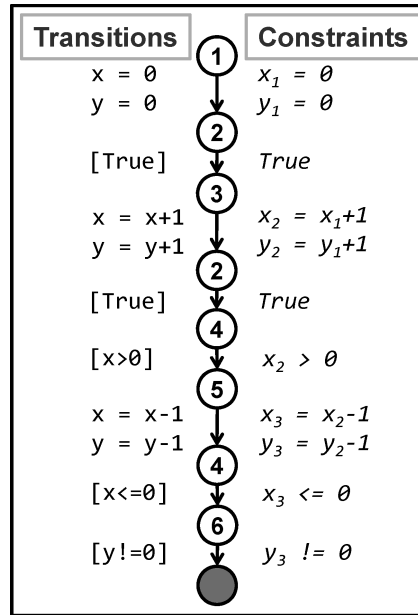 Transitions Constraints
1
x = 0 x₁ = 0
y = 0 y₁ = 0
2
[True] True
3
x = x+1 x₂ = x₁+1
y = y+1 y₂ = y₁+1
2
[True] True
4
[x>0] x₂ > 0
5
x = x-1 x₃ = x₂-1
y = y-1 y₃ = y₂-1
4
[x<=0] x₃ <= 0
6
[y!=0] y₃ != 0